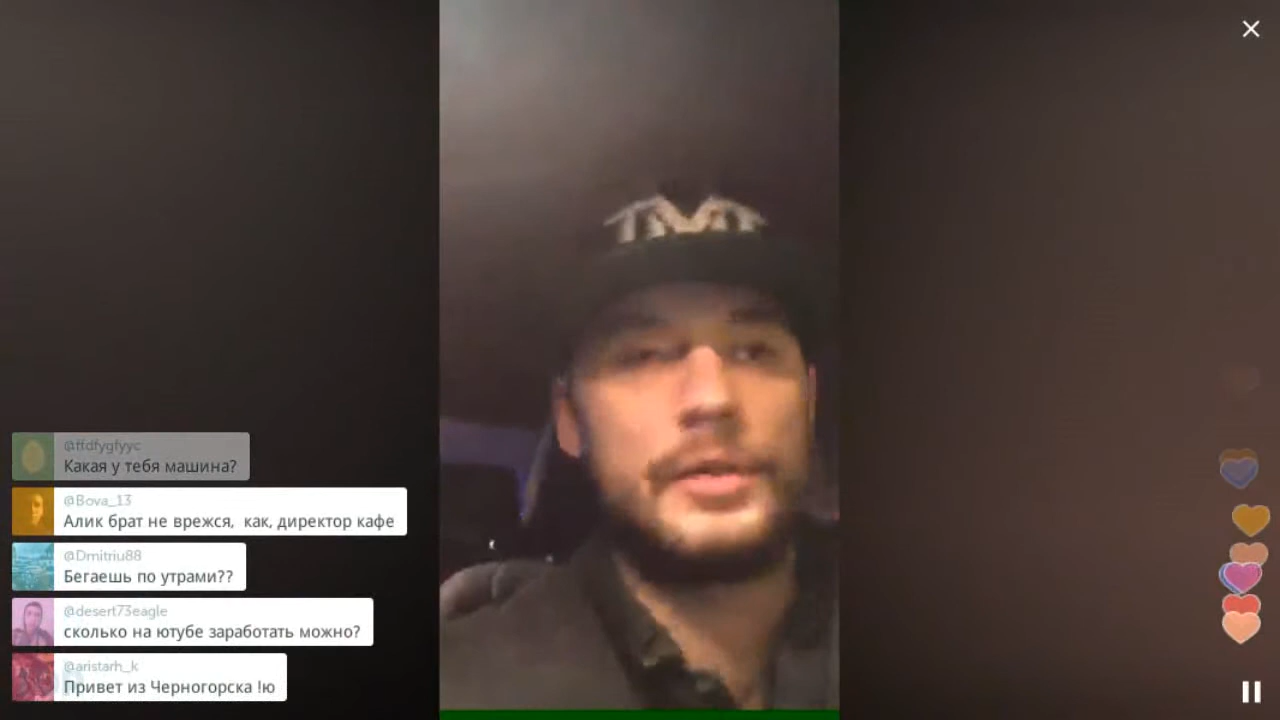 TMT
@ffdfygfyyc
Какая у тебя машина?
@Bova_13
Алик брат не врежся, как, директор кафе
@Dmitriu88
Бегаешь по утрами??
@desert73eagle
сколько на ютубе заработать можно?
@aristarh_k
Привет из Черногорска !ю